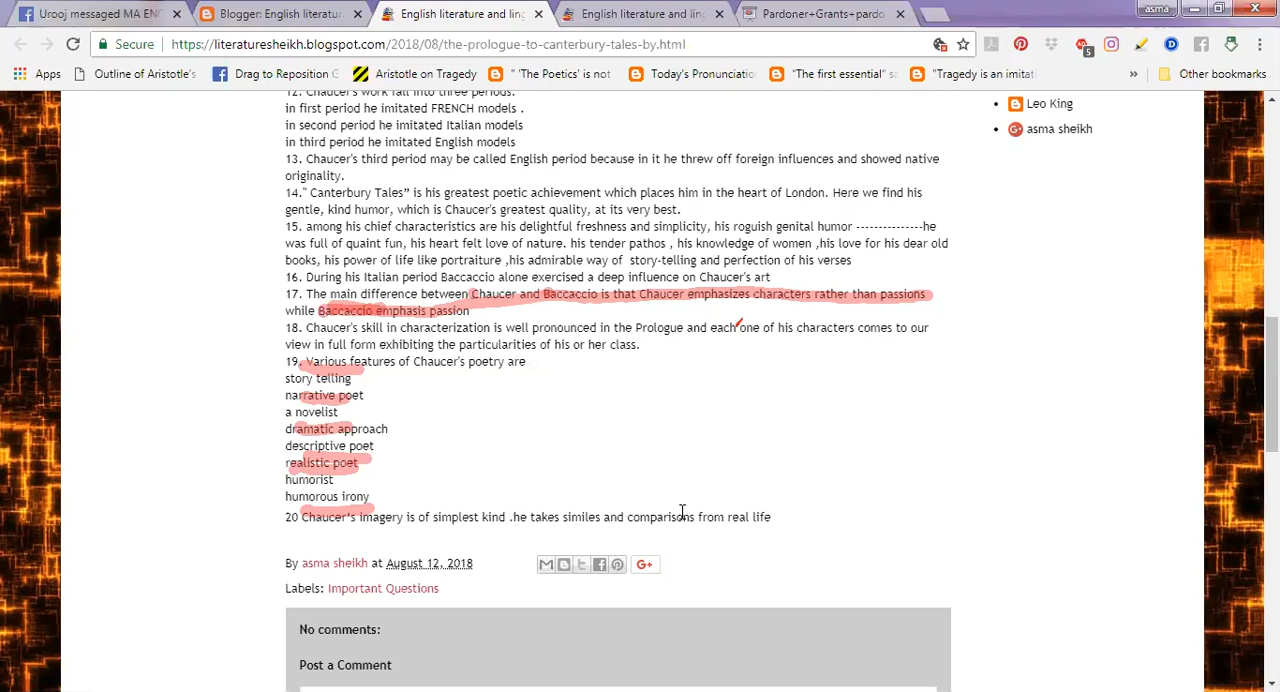 Urooj messaged MA EN
Blogger: English literatur
English literature and ling
English literature and ling
Pardoner+Grants+pardo
asma
Secure
https://literaturesheikh.blogspot.com/2018/08/the-prologue-to-canterbury-tales-by.html
5
Apps
Outline of Aristotle's
Drag to Reposition
Aristotle on Tragedy
" 'The Poetics' is not
Today's Pronunciatio
"The first essential" s
"Tragedy is an imitati
»
Other bookmarks
12. Chaucer's work fall into three periods.
in first period he imitated FRENCH models .
in second period he imitated Italian models
in third period he imitated English models
13. Chaucer's third period may be called English period because in it he threw off foreign influences and showed native
originality.
14." Canterbury Tales" is his greatest poetic achievement which places him in the heart of London. Here we find his
gentle, kind humor, which is Chaucer's greatest quality, at its very best.
15. among his chief characteristics are his delightful freshness and simplicity, his roguish genital humor ---------------he
was full of quaint fun, his heart felt love of nature. his tender pathos , his knowledge of women ,his love for his dear old
books, his power of life like portraiture ,his admirable way of story-telling and perfection of his verses
16. During his Italian period Baccaccio alone exercised a deep influence on Chaucer's art
17. The main difference between Chaucer and Baccaccio is that Chaucer emphasizes characters rather than passions
while Baccaccio emphasis passion
18. Chaucer's skill in characterization is well pronounced in the Prologue and each one of his characters comes to our
view in full form exhibiting the particularities of his or her class.
19. Various features of Chaucer's poetry are
story telling
narrative poet
a novelist
dramatic approach
descriptive poet
realistic poet
humorist
humorous irony
20 Chaucer's imagery is of simplest kind .he takes similes and comparisons from real life
By asma sheikh at August 12, 2018
G+
Labels: Important Questions
No comments:
Post a Comment
Leo King
asma sheikh